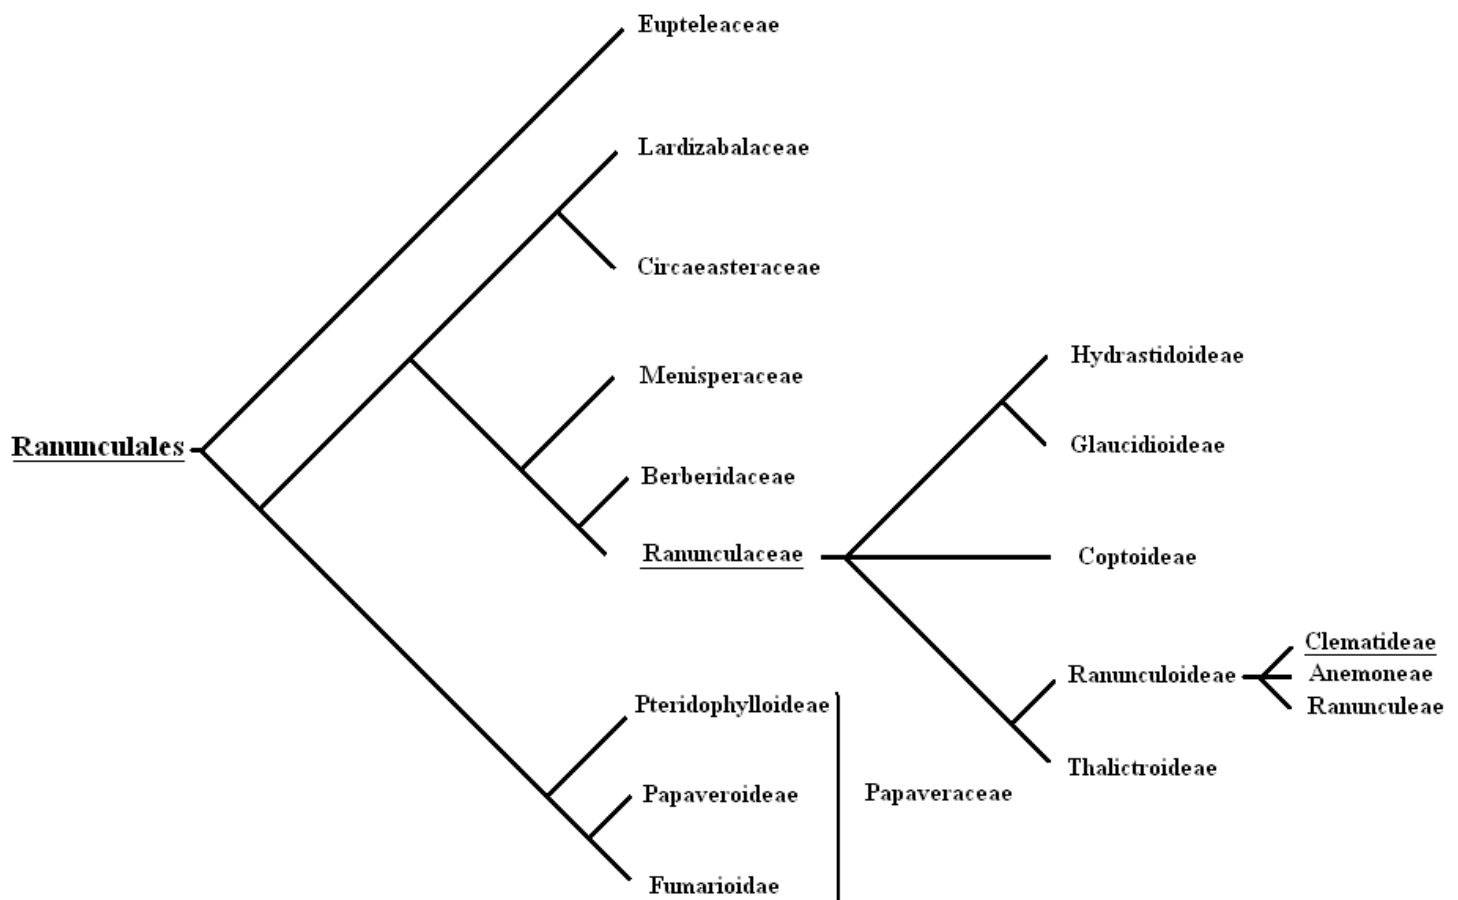 Eupteleaceae
Lardizabalaceae
Circaeasteraceae
Menisperaceae
Berberidaceae
Ranunculales
Ranunculaceae
Hydrastidoideae
Glaucidioideae
Coptoideae
Ranunculoideae
Clematideae
Anemoneae
Ranunculeae
Thalictroideae
Pteridophylloideae
Papaveroideae
Papaveraceae
Fumarioidae